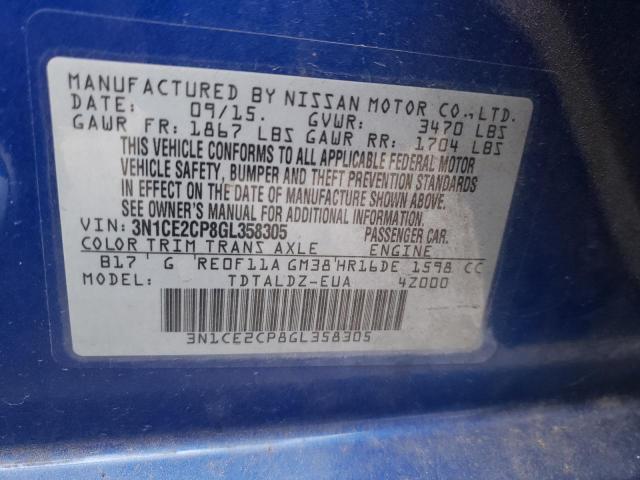 MANUFACTURED BY NISSAN MOTOR CO., LTD.
DATE: 09/15. GVWR: 3470 LBS
GAWR FR: 1867 LBS GAWR RR: 1704 LBS
THIS VEHICLE CONFORMS TO ALL APPLICABLE FEDERAL MOTOR
VEHICLE SAFETY, BUMPER AND THEFT PREVENTION STANDARDS
IN EFFECT ON THE DATE OF MANUFACTURE SHOWN ABOVE.
SEE OWNER'S MANUAL FOR ADDITIONAL INFORMATION.
VIN: 3N1CE2CP8GL358305 PASSENGER CAR.
COLOR TRIM TRANS AXLE ENGINE
B17 G RE0F11A GM38 HR16DE 1598 CC
MODEL: TDTALDZ-EUA 4Z000
3N1CE2CP8GL358305